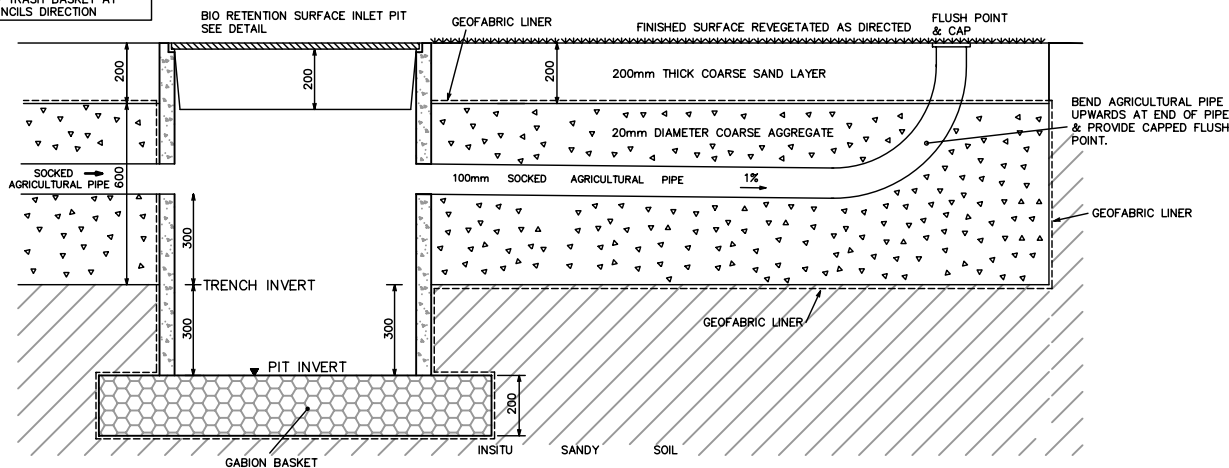 TRASH BASKET AT
NCILS DIRECTION
BIO RETENTION SURFACE INLET PIT
SEE DETAIL
GEOFABRIC LINER
FINISHED SURFACE REVEGETATED AS DIRECTED
FLUSH POINT
& CAP
200
200
200
200mm THICK COARSE SAND LAYER
BEND AGRICULTURAL PIPE
UPWARDS AT END OF PIPE
& PROVIDE CAPPED FLUSH
POINT.
20mm DIAMETER COARSE AGGREGATE
SOCKED
AGRICULTURAL PIPE
600
100mm SOCKED AGRICULTURAL PIPE 1%
GEOFABRIC LINER
300
TRENCH INVERT
300
300
GEOFABRIC LINER
PIT INVERT
200
INSITU SANDY SOIL
GABION BASKET